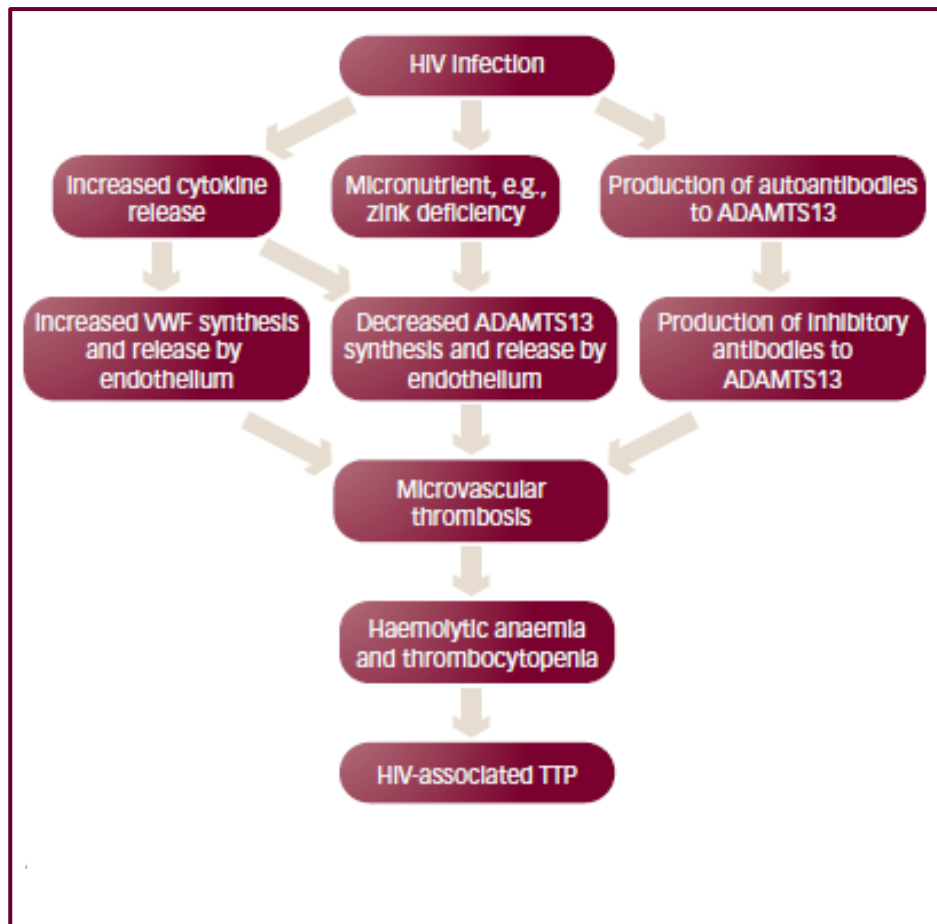 HIV Infection
Increased cytokine
release
Micronutrient, e.g.,
zink deficiency
Production of autoantibodies
to ADAMTS13
Increased VWF synthesis
and release by
endothelium
Decreased ADAMTS13
synthesis and release by
endothelium
Production of inhibitory
antibodies to
ADAMTS13
Microvascular
thrombosis
Haemolytic anaemia
and thrombocytopenia
HIV-associated TTP